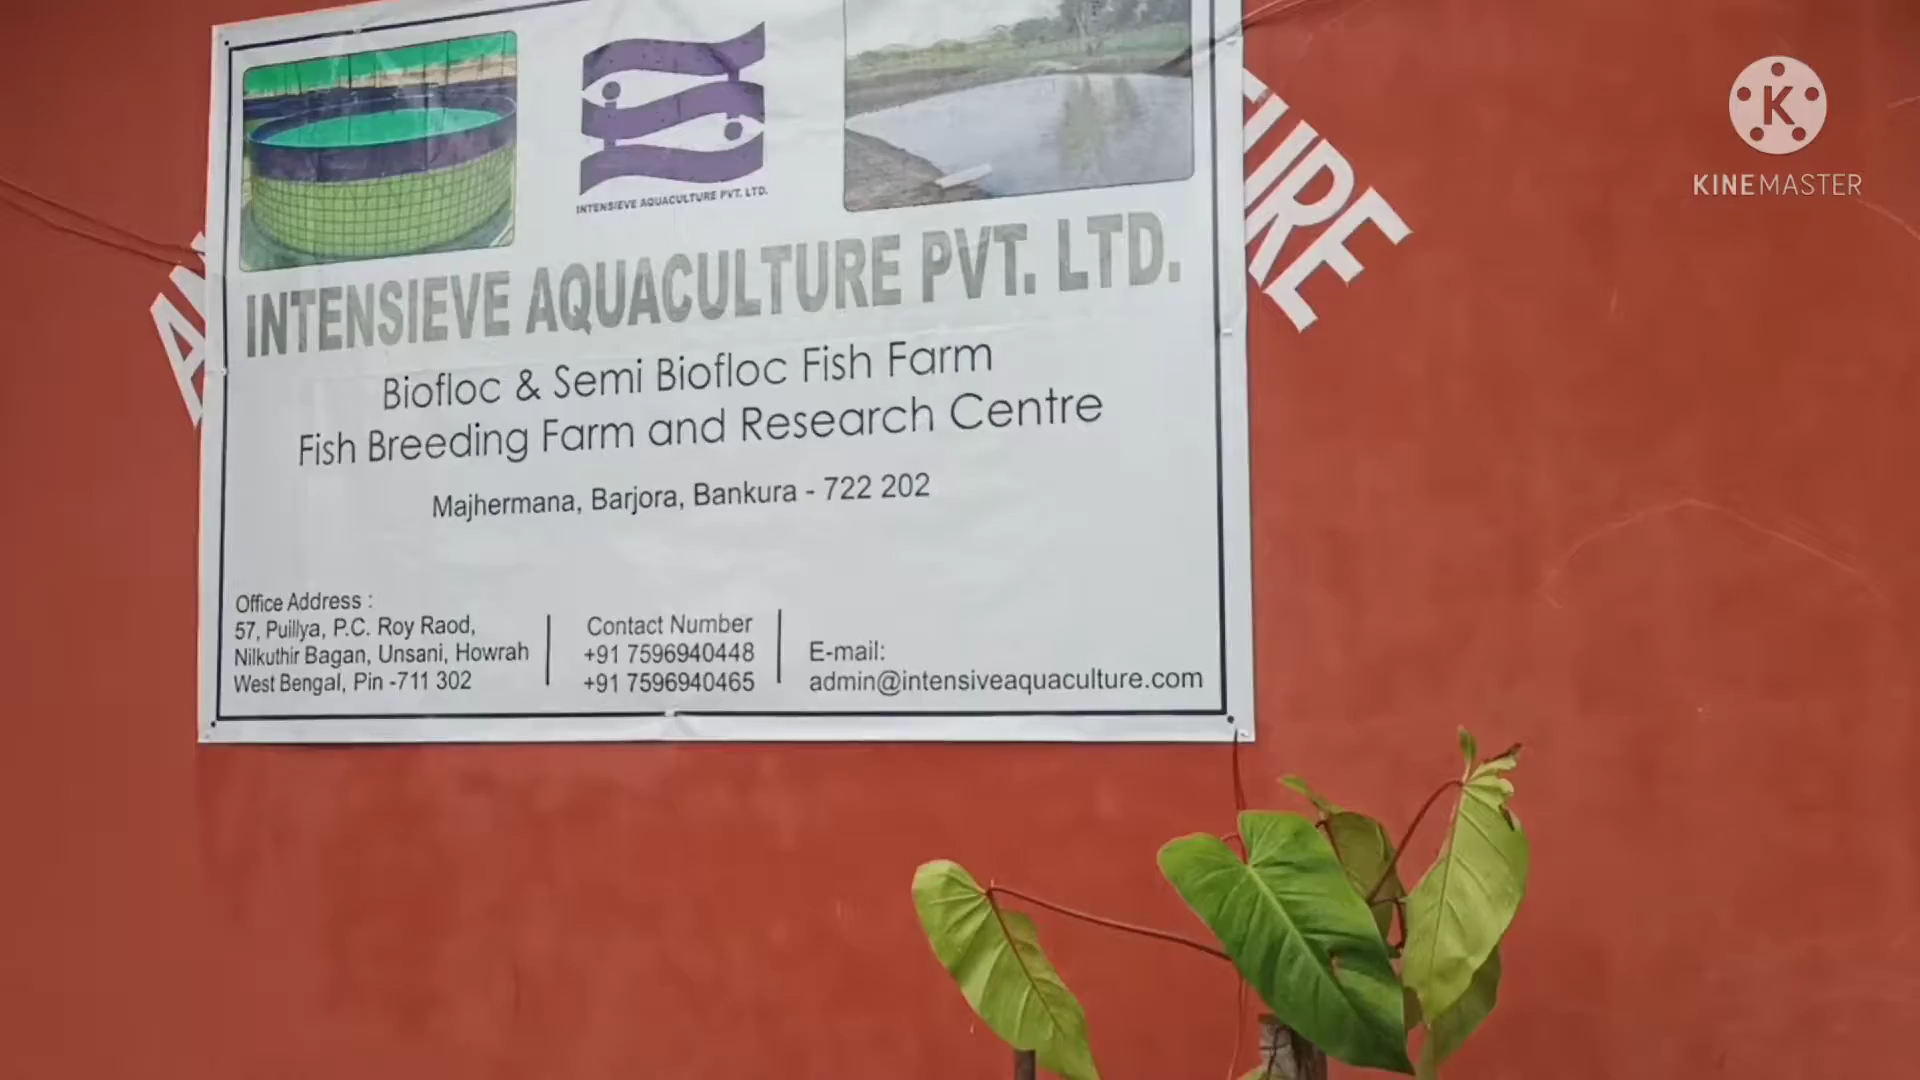 INTENSIEVE AQUACULTURE PVT. LTD.
INTENSIEVE AQUACULTURE PVT. LTD.
Biofloc & Semi Biofloc Fish Farm
Fish Breeding Farm and Research Centre
Majhermana, Barjora, Bankura - 722 202
Office Address :
57, Puillya, P.C. Roy Raod,
Nilkuthir Bagan, Unsani, Howrah
West Bengal, Pin -711 302
Contact Number
+91 7596940448
+91 7596940465
E-mail:
admin@intensiveaquaculture.com
K
KINEMASTER